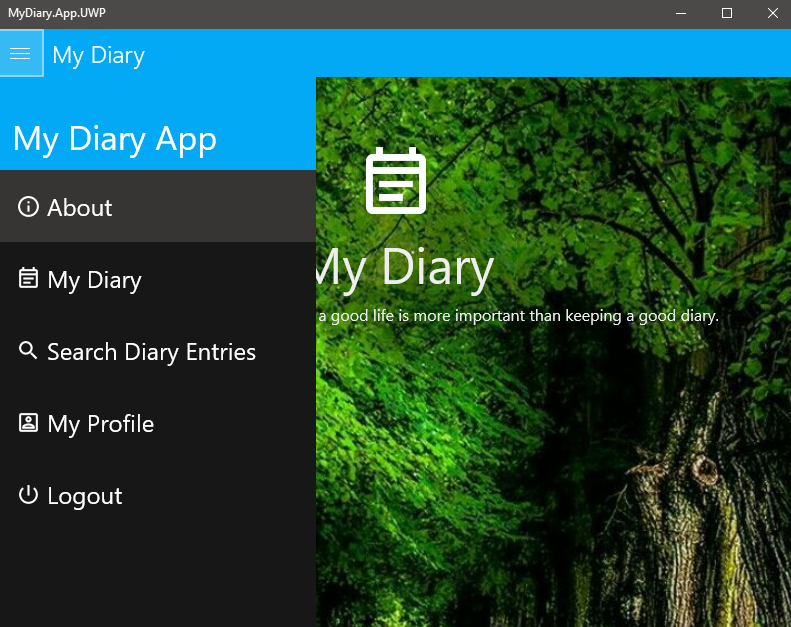 MyDiary.App.UWP
My Diary
My Diary App
About
My Diary
Search Diary Entries
My Profile
Logout
My Diary
a good life is more important than keeping a good diary.